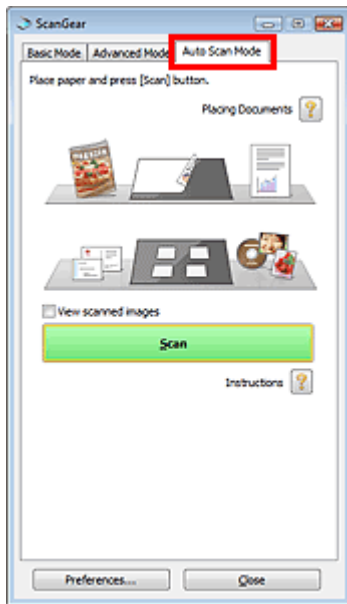 ScanGear
Basic Mode Advanced Mode Auto Scan Mode
Place paper and press [Scan] button.
Placing Documents
View scanned images
Scan
Instructions
Preferences... Close